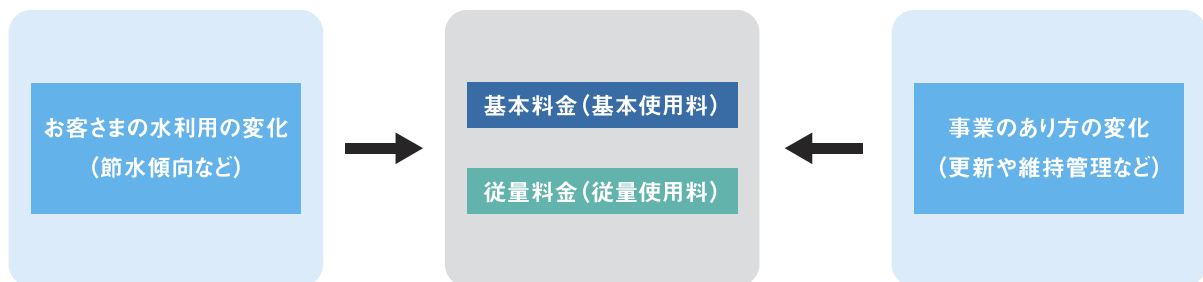 お客さまの水利用の変化
(節水傾向など)
基本料金(基本使用料)
従量料金(従量使用料)
事業のあり方の変化
(更新や維持管理など)